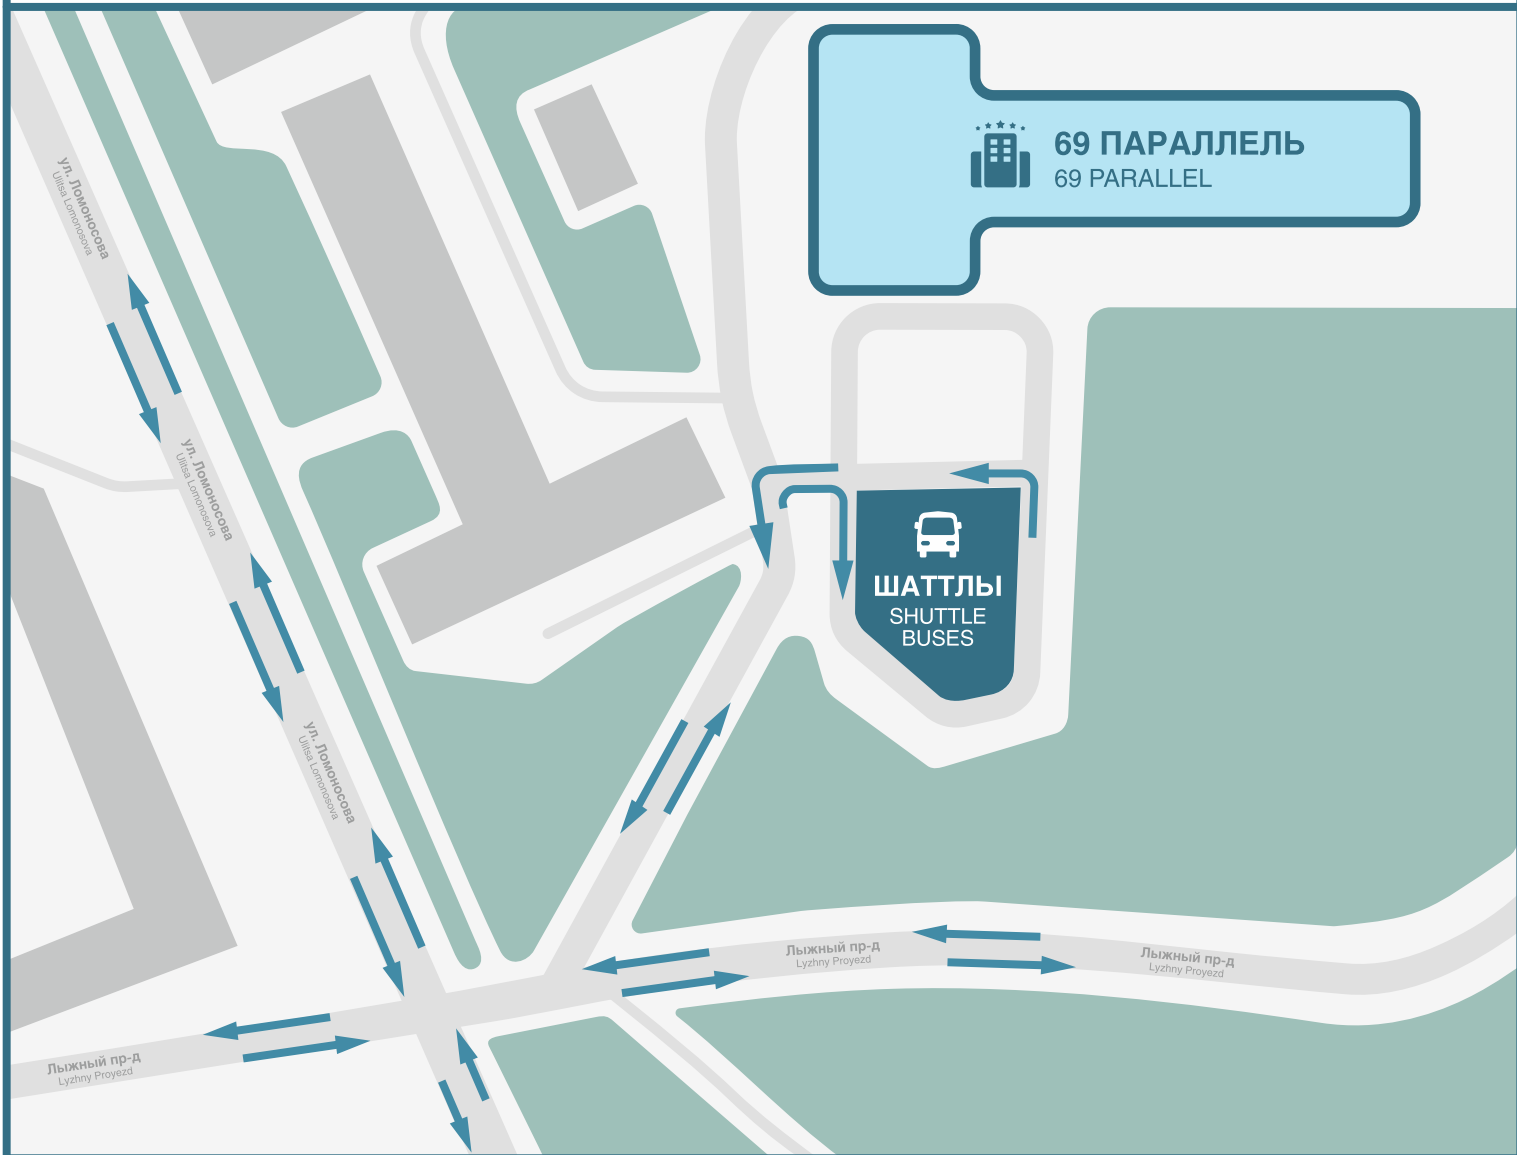 69 ПАРАЛЛЕЛЬ
69 PARALLEL
ул. Ломоносова
Ulitsa Lomonosova
ул. Ломоносова
Ulitsa Lomonosova
ШАТТЛЫ
SHUTTLE
BUSES
ул. Ломоносова
Ulitsa Lomonosova
Лыжный пр-д
Lyzhny Proyezd
Лыжный пр-д
Lyzhny Proyezd
Лыжный пр-д
Lyzhny Proyezd